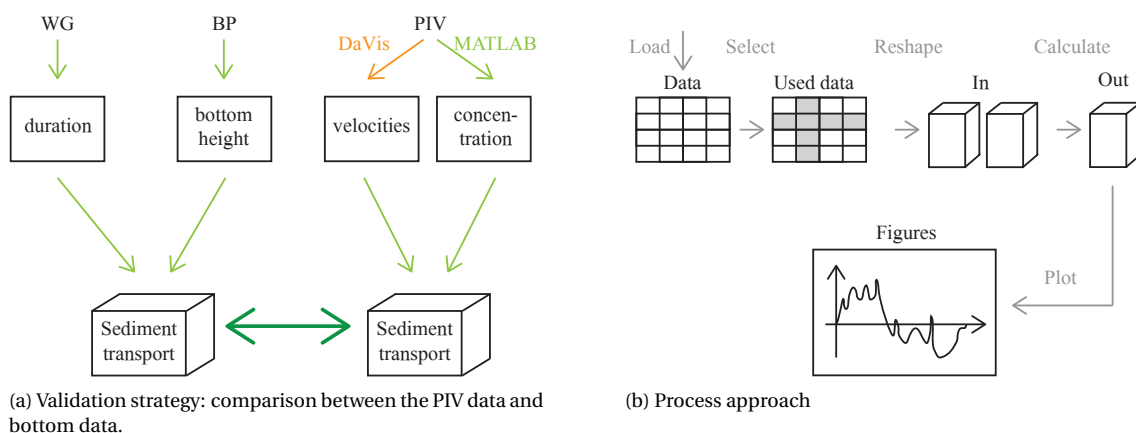 WG
BP
PIV
DaVis
MATLAB
duration
bottom
height
velocities
concen-
tration
Sediment
transport
Sediment
transport
(a) Validation strategy: comparison between the PIV data and
bottom data.
Load
Select
Reshape
Calculate
Data
Used data
In
Out
Figures
Plot
(b) Process approach